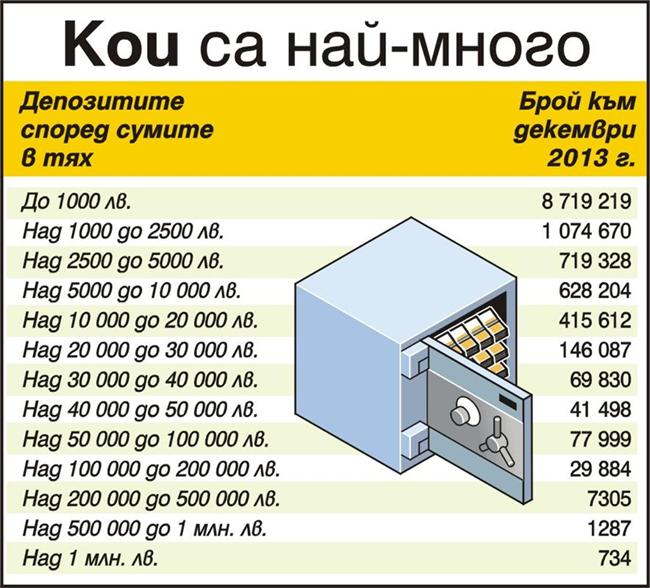 Кои са най-много
Депозитите
според сумите
в тях
Брой към
декември
2013 г.
До 1000 лв. 8 719 219
Над 1000 до 2500 лв. 1 074 670
Над 2500 до 5000 лв. 719 328
Над 5000 до 10 000 лв. 628 204
Над 10 000 до 20 000 лв. 415 612
Над 20 000 до 30 000 лв. 146 087
Над 30 000 до 40 000 лв. 69 830
Над 40 000 до 50 000 лв. 41 498
Над 50 000 до 100 000 лв. 77 999
Над 100 000 до 200 000 лв. 29 884
Над 200 000 до 500 000 лв. 7305
Над 500 000 до 1 млн. лв. 1287
Над 1 млн. лв. 734